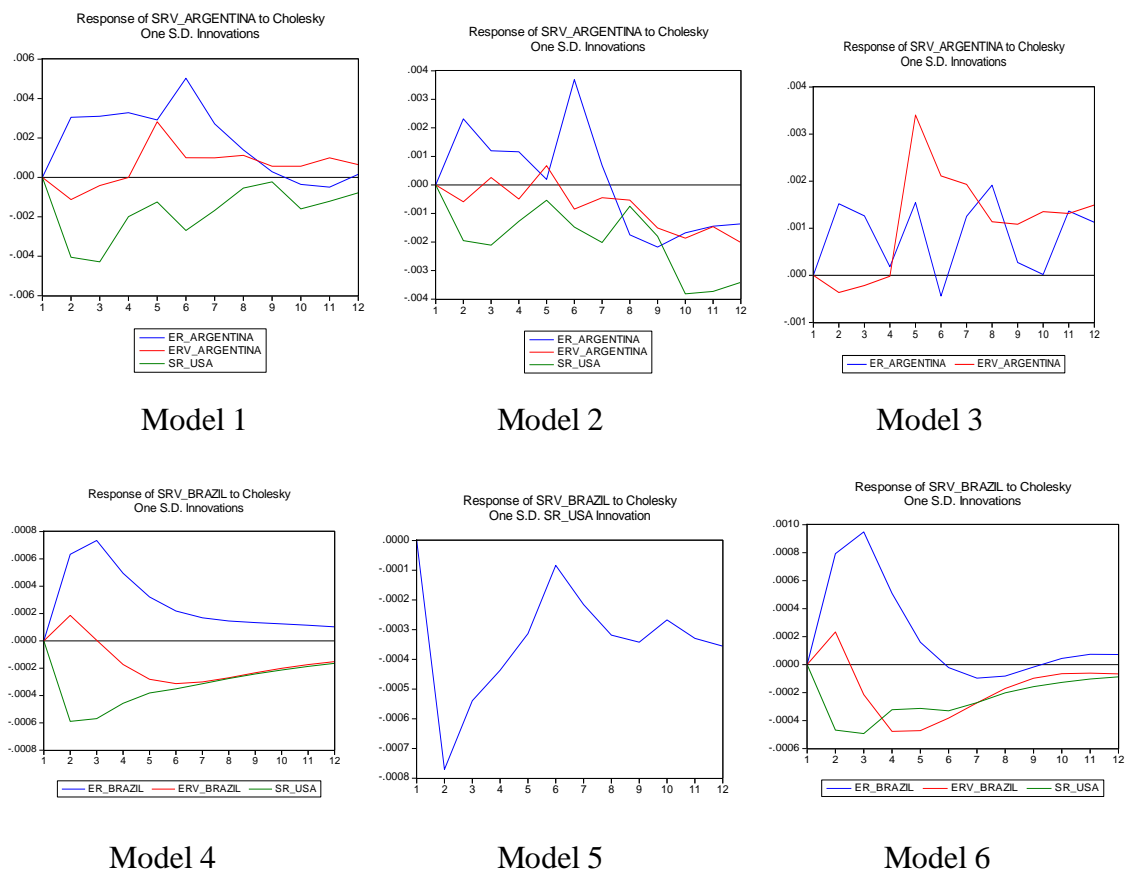 Response of SRV_ARGENTINA to Cholesky
One S.D. Innovations
.006
.004
.002
.000
-.002
-.004
-.006
1 2 3 4 5 6 7 8 9 10 11 12
ER_ARGENTINA
ERV_ARGENTINA
SR_USA
Model 1
Response of SRV_ARGENTINA to Cholesky
One S.D. Innovations
.004
.003
.002
.001
.000
-.001
-.002
-.003
-.004
1 2 3 4 5 6 7 8 9 10 11 12
ER_ARGENTINA
ERV_ARGENTINA
SR_USA
Model 2
Response of SRV_ARGENTINA to Cholesky
One S.D. Innovations
.004
.003
.002
.001
.000
-.001
1 2 3 4 5 6 7 8 9 10 11 12
ER_ARGENTINA ERV_ARGENTINA
Model 3
Response of SRV_BRAZIL to Cholesky
One S.D. Innovations
.0008
.0006
.0004
.0002
.0000
-.0002
-.0004
-.0006
-.0008
1 2 3 4 5 6 7 8 9 10 11 12
ER_BRAZIL ERV_BRAZIL SR_USA
Model 4
Response of SRV_BRAZIL to Cholesky
One S.D. SR_USA Innovation
.0000
-.0001
-.0002
-.0003
-.0004
-.0005
-.0006
-.0007
-.0008
1 2 3 4 5 6 7 8 9 10 11 12
Model 5
Response of SRV_BRAZIL to Cholesky
One S.D. Innovations
.0010
.0008
.0006
.0004
.0002
.0000
-.0002
-.0004
-.0006
1 2 3 4 5 6 7 8 9 10 11 12
ER_BRAZIL ERV_BRAZIL SR_USA
Model 6